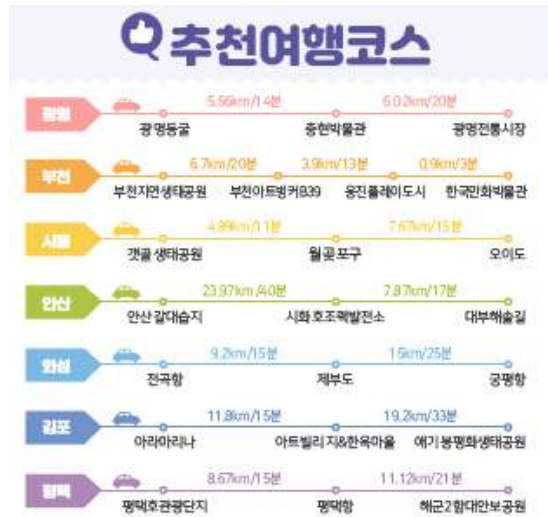 추천여행코스
광명
5.56km/14분 6.02km/20분
광명동굴 충현박물관 광명전통시장
부천
6.7km/20분 3.9km/13분 0.9km/3분
부천자연생태공원 부천아트벙커B39 웅진플레이도시 한국만화박물관
시흥
4.89km/11분 7.67km/15분
갯골생태공원 월곶포구 오이도
안산
23.97km/40분 7.87km/17분
안산갈대습지 시화호조력발전소 대부해솔길
화성
9.2km/15분 15km/25분
전곡항 제부도 궁평항
김포
11.8km/15분 19.2km/33분
아라마리나 아트빌리지&한옥마을 애기봉평화생태공원
평택
8.67km/15분 11.12km/21분
평택호관광단지 평택항 해군2함대안보공원